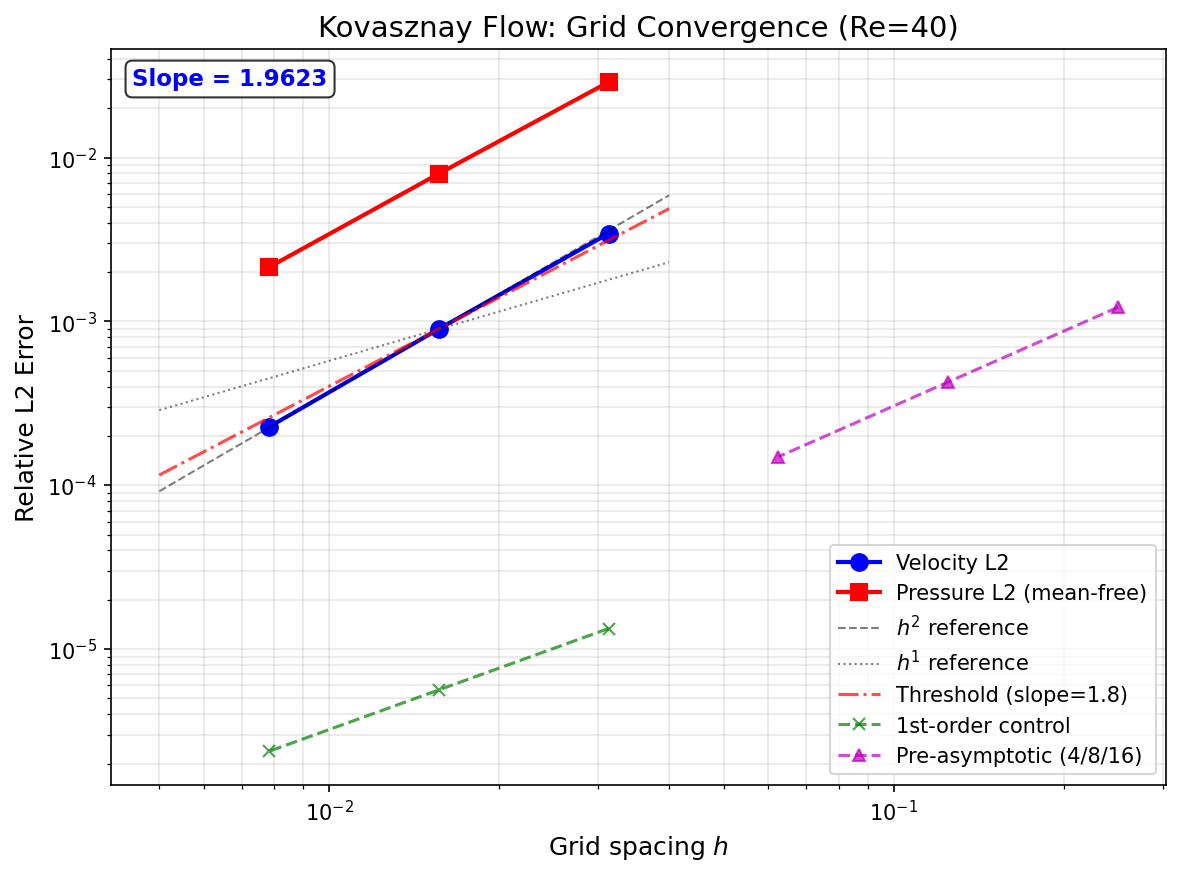 Kovasznay Flow: Grid Convergence (Re=40)
Slope = 1.9623
Relative L2 Error
10⁻²
10⁻³
10⁻⁴
10⁻⁵
Velocity L2
Pressure L2 (mean-free)
h² reference
h¹ reference
Threshold (slope=1.8)
1st-order control
Pre-asymptotic (4/8/16)
10⁻² 10⁻¹
Grid spacing h